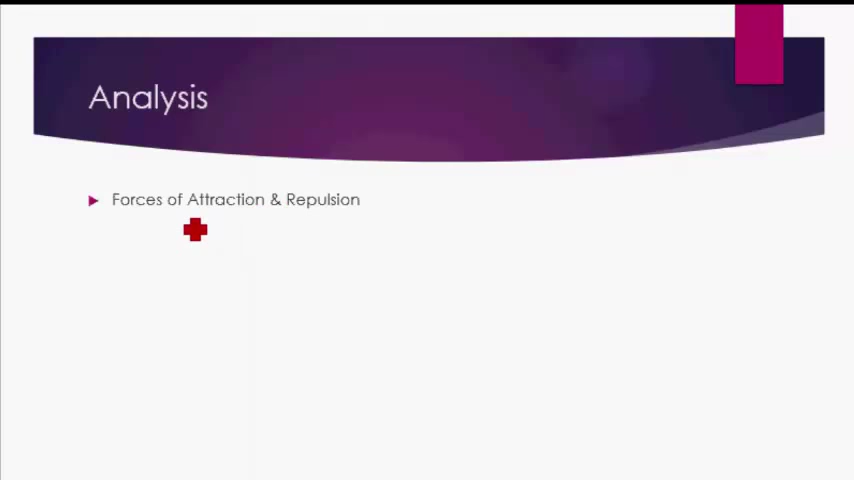 Analysis
Forces of Attraction & Repulsion